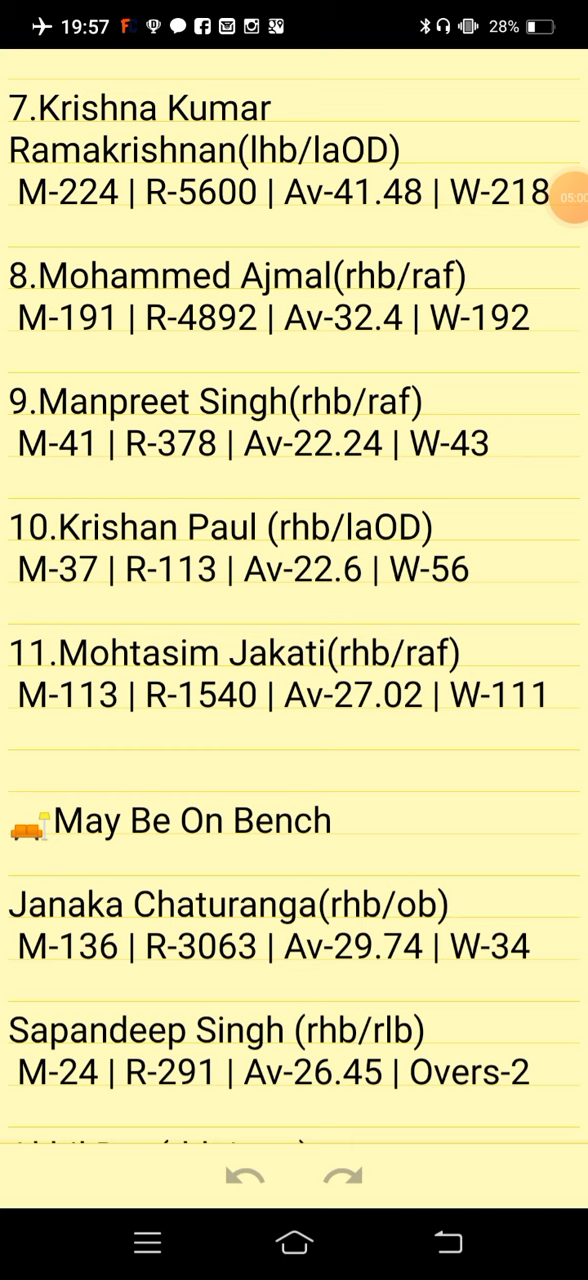 19:57
28%
7.Krishna Kumar
Ramakrishnan(lhb/laOD)
M-224 | R-5600 | Av-41.48 | W-218
05:00
8.Mohammed Ajmal(rhb/raf)
M-191 | R-4892 | Av-32.4 | W-192
9.Manpreet Singh(rhb/raf)
M-41 | R-378 | Av-22.24 | W-43
10.Krishan Paul (rhb/laOD)
M-37 | R-113 | Av-22.6 | W-56
11.Mohtasim Jakati(rhb/raf)
M-113 | R-1540 | Av-27.02 | W-111
May Be On Bench
Janaka Chaturanga(rhb/ob)
M-136 | R-3063 | Av-29.74 | W-34
Sapandeep Singh (rhb/rlb)
M-24 | R-291 | Av-26.45 | Overs-2